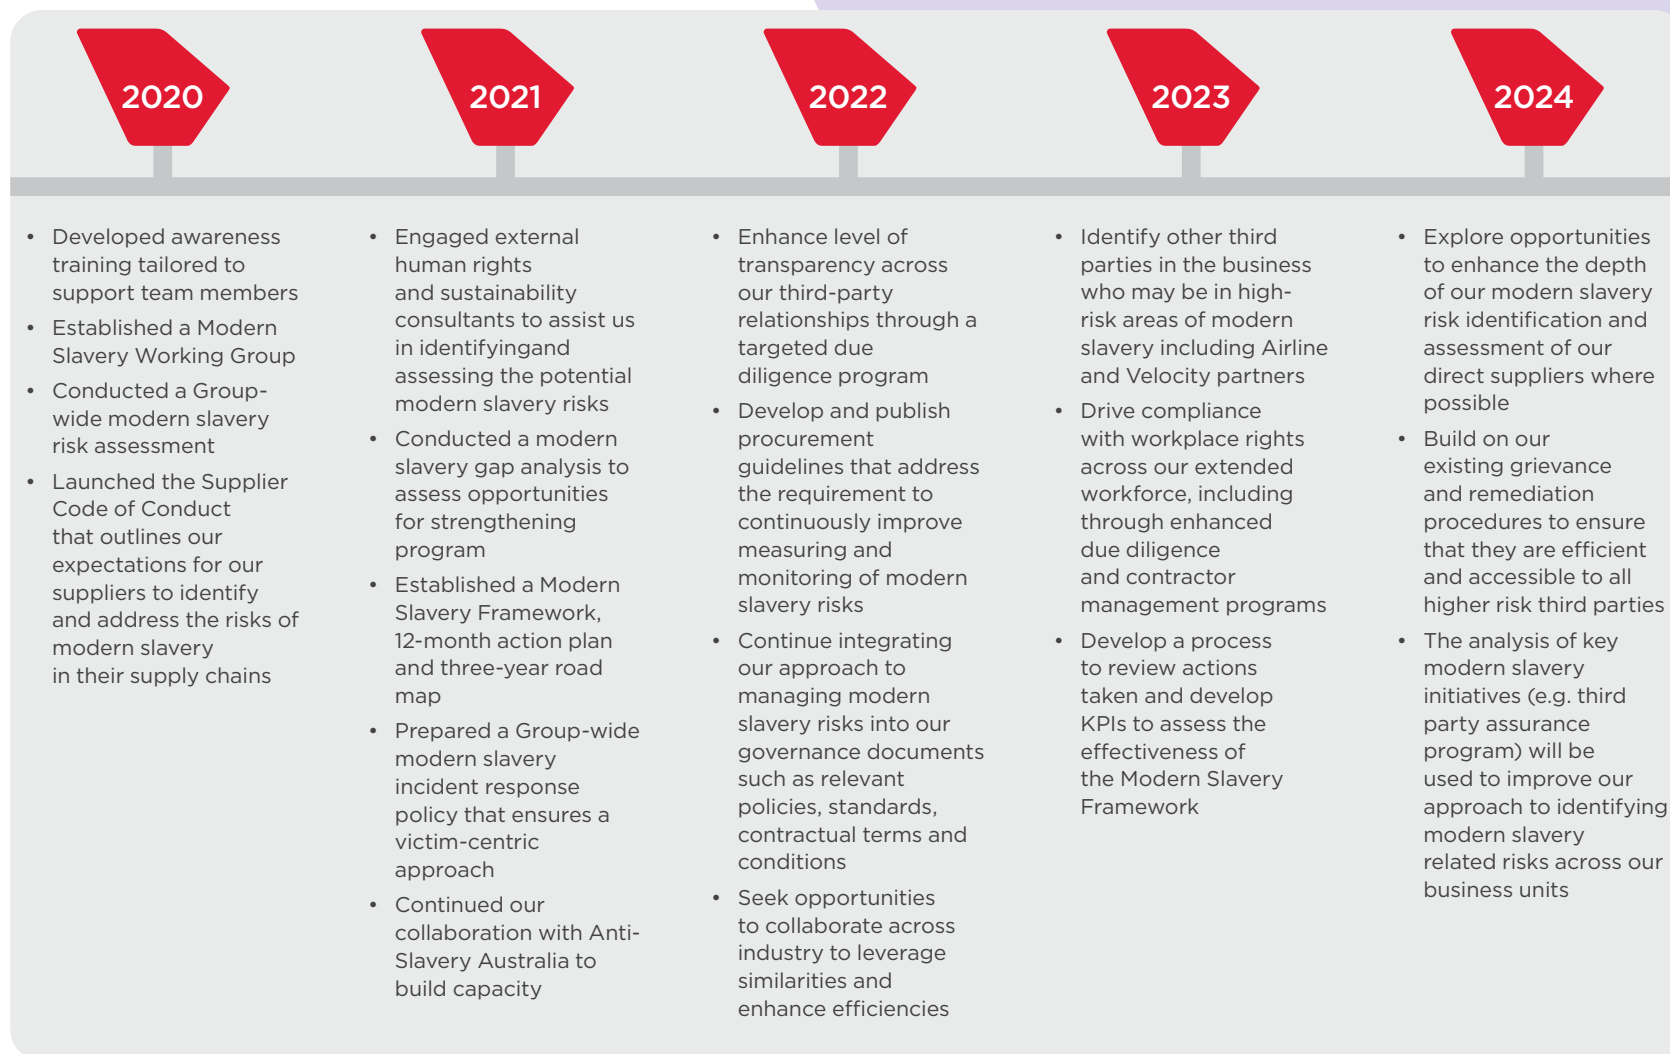 2020
2021
2022
2023
2024
• Developed awareness
training tailored to
support team members
• Established a Modern
Slavery Working Group
• Conducted a Group-
wide modern slavery
risk assessment
• Launched the Supplier
Code of Conduct
that outlines our
expectations for our
suppliers to identify
and address the risks of
modern slavery
in their supply chains
• Engaged external
human rights
and sustainability
consultants to assist us
in identifyingand
assessing the potential
modern slavery risks
• Conducted a modern
slavery gap analysis to
assess opportunities
for strengthening
program
• Established a Modern
Slavery Framework,
12-month action plan
and three-year road
map
• Prepared a Group-wide
modern slavery
incident response
policy that ensures a
victim-centric
approach
• Continued our
collaboration with Anti-
Slavery Australia to
build capacity
• Enhance level of
transparency across
our third-party
relationships through a
targeted due
diligence program
• Develop and publish
procurement
guidelines that address
the requirement to
continuously improve
measuring and
monitoring of modern
slavery risks
• Continue integrating
our approach to
managing modern
slavery risks into our
governance documents
such as relevant
policies, standards,
contractual terms and
conditions
• Seek opportunities
to collaborate across
industry to leverage
similarities and
enhance efficiencies
• Identify other third
parties in the business
who may be in high-
risk areas of modern
slavery including Airline
and Velocity partners
• Drive compliance
with workplace rights
across our extended
workforce, including
through enhanced
due diligence
and contractor
management programs
• Develop a process
to review actions
taken and develop
KPIs to assess the
effectiveness of
the Modern Slavery
Framework
• Explore opportunities
to enhance the depth
of our modern slavery
risk identification and
assessment of our
direct suppliers where
possible
• Build on our
existing grievance
and remediation
procedures to ensure
that they are efficient
and accessible to all
higher risk third parties
• The analysis of key
modern slavery
initiatives (e.g. third
party assurance
program) will be
used to improve our
approach to identifying
modern slavery
related risks across our
business units